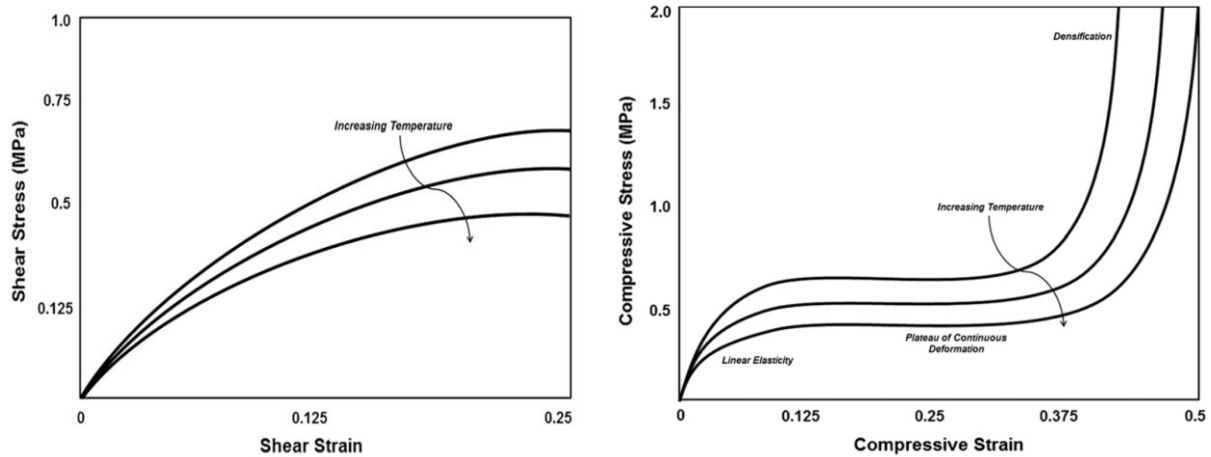 1.0
0.75
0.5
0.125
0
0.125
0.25
Shear Stress (MPa)
Shear Strain
Increasing Temperature
2.0
1.5
1.0
0.5
0
0.125
0.25
0.375
0.5
Compressive Stress (MPa)
Compressive Strain
Densification
Increasing Temperature
Plateau of Continuous
Deformation
Linear Elasticity